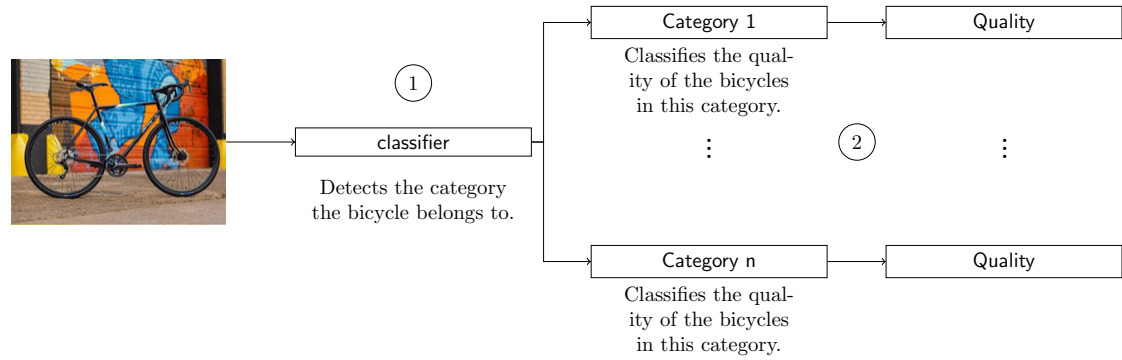 Category 1
Quality
1
Classifies the qual-
ity of the bicycles
in this category.
classifier
2
Detects the category
the bicycle belongs to.
Category n
Quality
Classifies the qual-
ity of the bicycles
in this category.